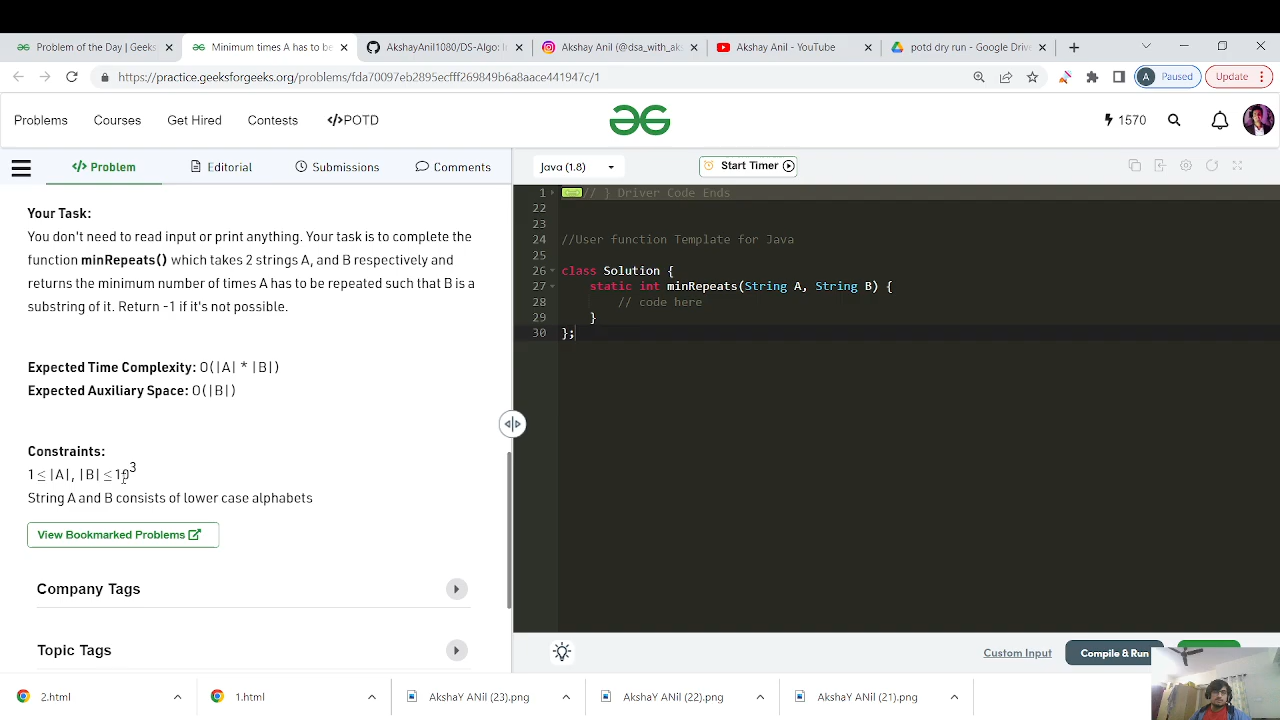 Problem of the Day | Geeks
Minimum times A has to be
AkshayAnil1080/DS-Algo: I
Akshay Anil (@dsa_with_ak
Akshay Anil - YouTube
potd dry run - Google Driv
https://practice.geeksforgeeks.org/problems/fda70097eb2895ecfff269849b6a8aace441947c/1
A Paused
Update
Problems Courses Get Hired Contests </>POTD
1570
</> Problem Editorial Submissions Comments
Java (1.8)
Start Timer
Your Task:
You don't need to read input or print anything. Your task is to complete the
function minRepeats() which takes 2 strings A, and B respectively and
returns the minimum number of times A has to be repeated such that B is a
substring of it. Return -1 if it's not possible.
Expected Time Complexity: O(|A| * |B|)
Expected Auxiliary Space: O(|B|)
Constraints:
1 ≤ |A|, |B| ≤ 10³
String A and B consists of lower case alphabets
View Bookmarked Problems
Company Tags
Topic Tags
1 // } Driver Code Ends
22
23
24 //User function Template for Java
25
26 class Solution {
27 static int minRepeats(String A, String B) {
28 // code here
29 }
30 };
Custom Input
Compile & Run
2.html
1.html
AkshaY ANil (23).png
AkshaY ANil (22).png
AkshaY ANil (21).png